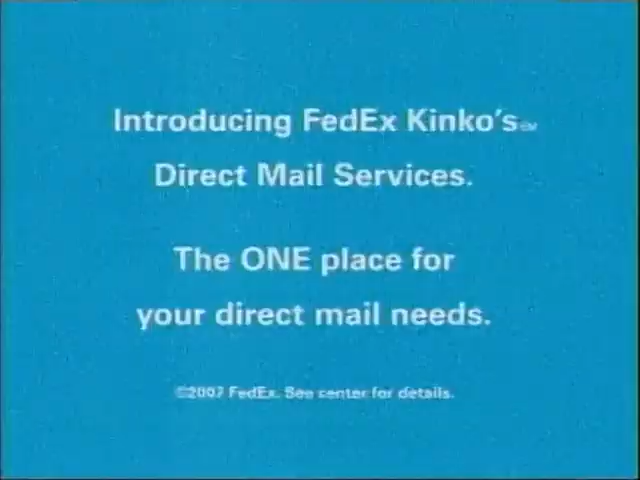 Introducing FedEx Kinko's℠
Direct Mail Services.
The ONE place for
your direct mail needs.
©2007 FedEx. See center for details.